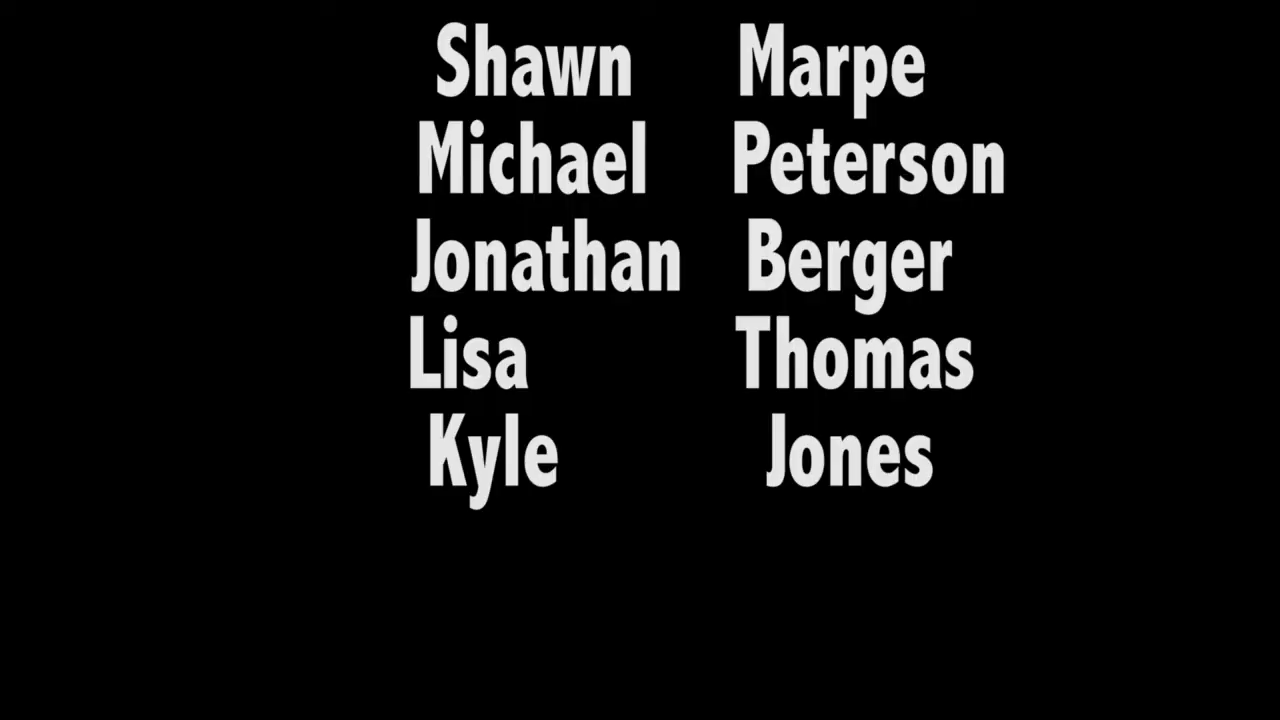 Shawn Marpe
Michael Peterson
Jonathan Berger
Lisa Thomas
Kyle Jones